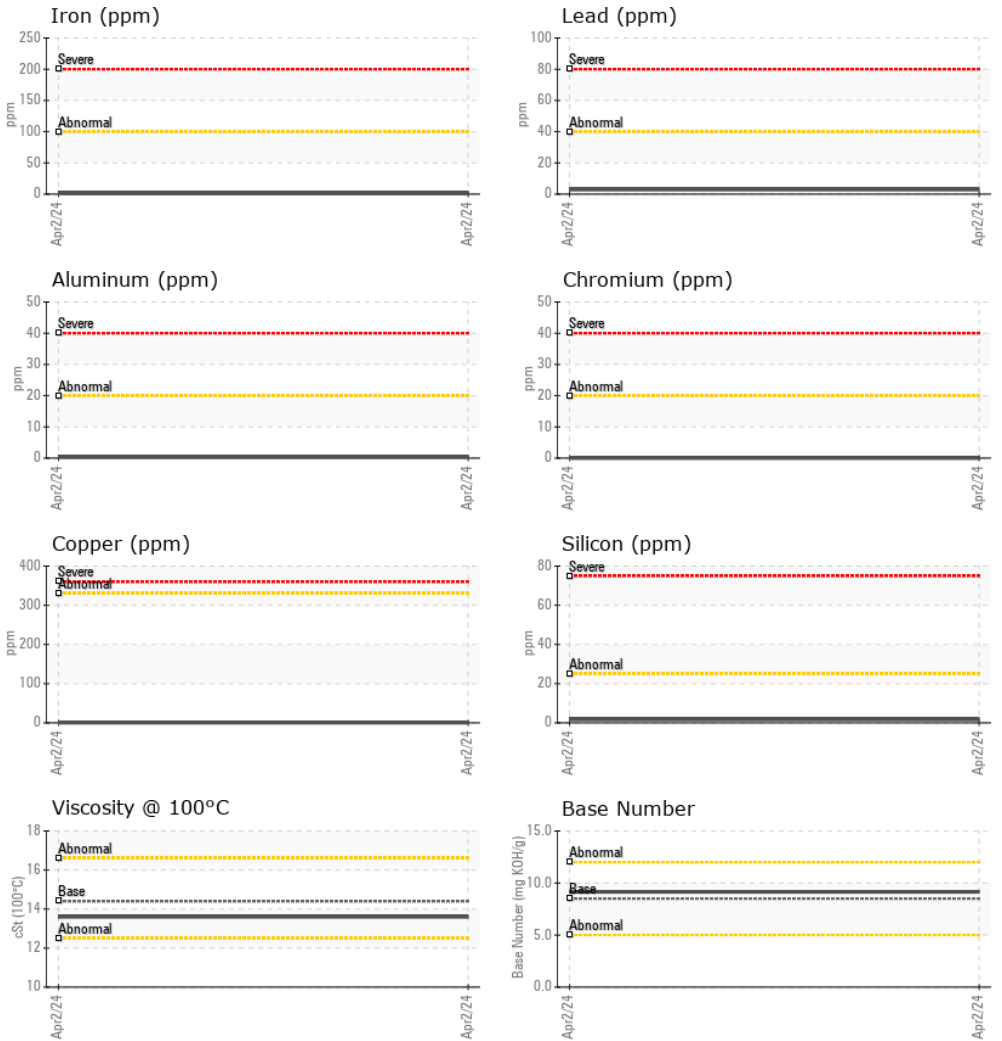 Iron (ppm)
250
200
150
100
50
0
ppm
Severe
Abnormal
Apr2/24
Apr2/24
Lead (ppm)
100
80
60
40
20
0
ppm
Severe
Abnormal
Apr2/24
Apr2/24
Aluminum (ppm)
50
40
30
20
10
0
ppm
Severe
Abnormal
Apr2/24
Apr2/24
Chromium (ppm)
50
40
30
20
10
0
ppm
Severe
Abnormal
Apr2/24
Apr2/24
Copper (ppm)
400
300
200
100
0
ppm
Severe
Abnormal
Apr2/24
Apr2/24
Silicon (ppm)
80
60
40
20
0
ppm
Severe
Abnormal
Apr2/24
Apr2/24
Viscosity @ 100°C
18
16
14
12
10
cSt (100°C)
Abnormal
Base
Abnormal
Apr2/24
Apr2/24
Base Number
15.0
10.0
5.0
0.0
Base Number (mg KOH/g)
Abnormal
Base
Abnormal
Apr2/24
Apr2/24